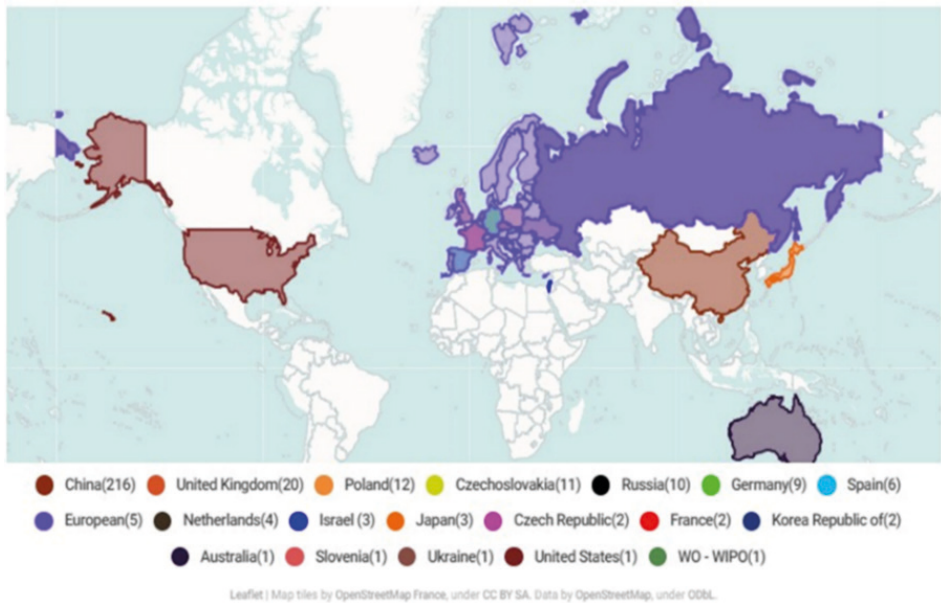 China(216) United Kingdom(20) Poland(12) Czechoslovakia(11) Russia(10) Germany(9) Spain(6)
European(5) Netherlands(4) Israel (3) Japan(3) Czech Republic(2) France(2) Korea Republic of(2)
Australia(1) Slovenia(1) Ukraine(1) United States(1) WO - WIPO(1)
Leaflet | Map tiles by OpenStreetMap France, under CC BY SA. Data by OpenStreetMap, under ODbL.